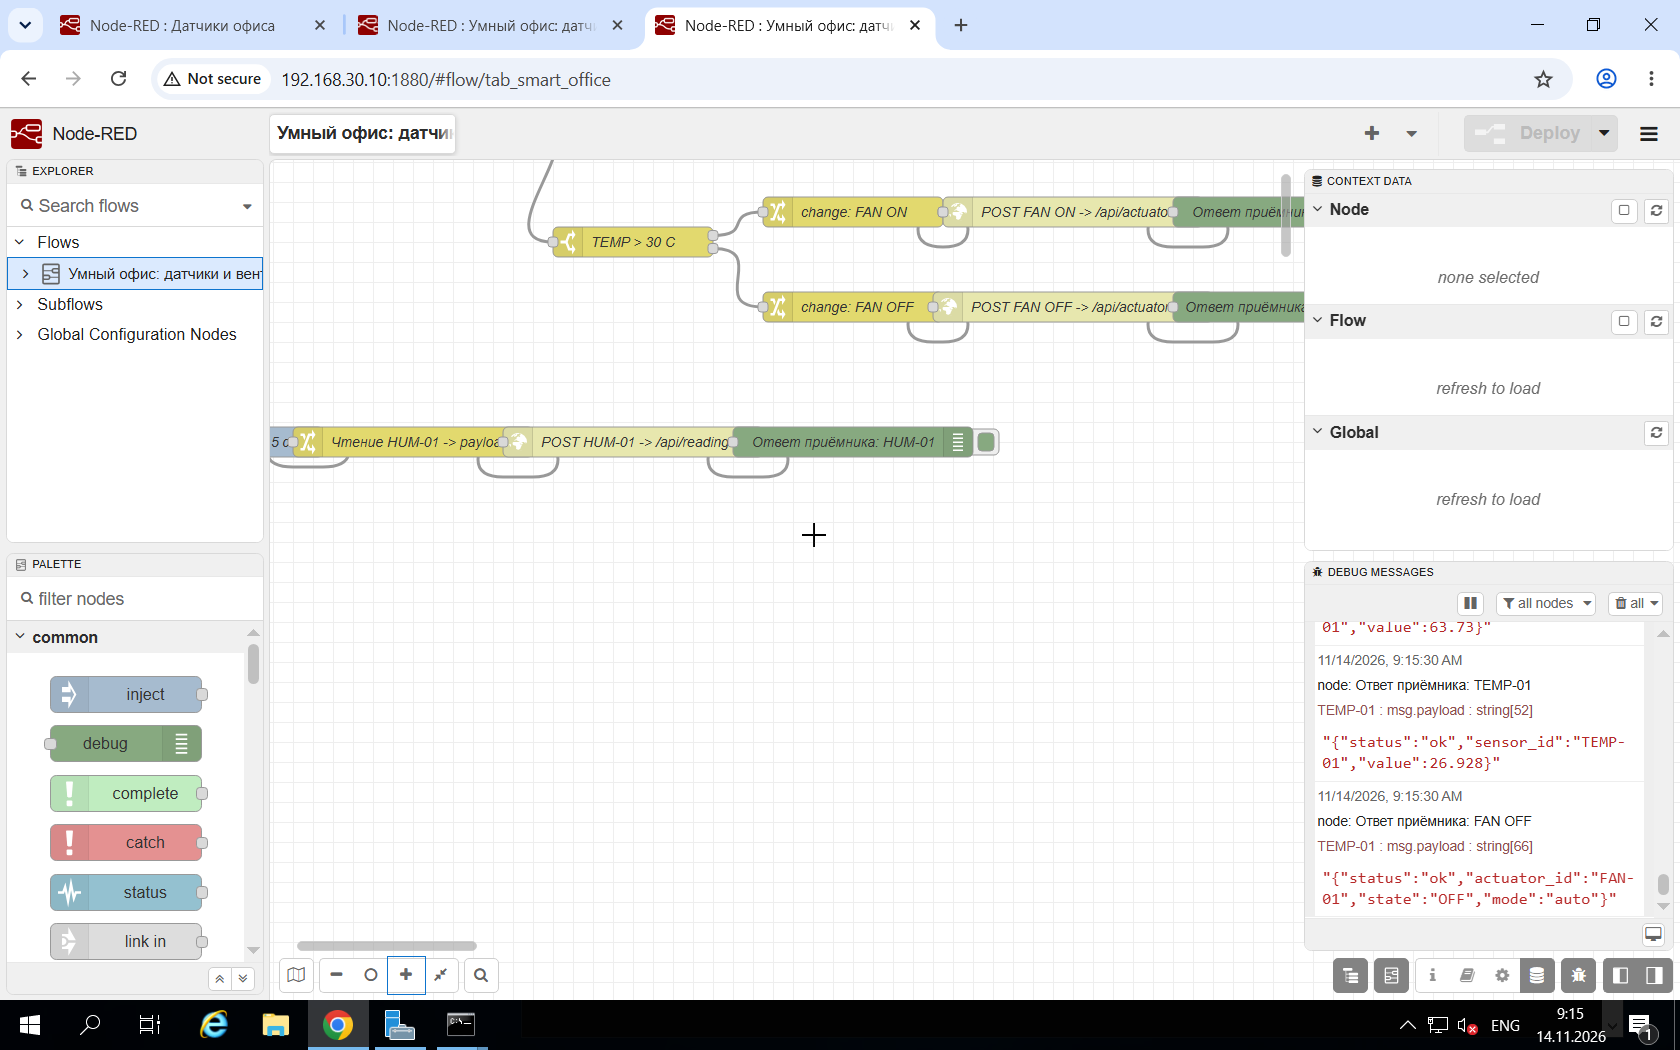 Node-RED : Датчики офиса
Node-RED : Умный офис: датчи
Node-RED : Умный офис: датчи
Not secure
192.168.30.10:1880/#flow/tab_smart_office
Node-RED
Умный офис: датчи
Deploy
EXPLORER
Search flows
Flows
Умный офис: датчики и вен
Subflows
Global Configuration Nodes
PALETTE
filter nodes
common
inject
debug
complete
catch
status
link in
change: FAN ON
POST FAN ON -> /api/actuato
Ответ приёмни
TEMP > 30 C
change: FAN OFF
POST FAN OFF -> /api/actuator
Ответ приёмника
5 с
Чтение HUM-01 -> payloa
POST HUM-01 -> /api/reading
Ответ приёмника: HUM-01
CONTEXT DATA
Node
none selected
Flow
refresh to load
Global
refresh to load
DEBUG MESSAGES
all nodes
all
01","value":63.73}"
11/14/2026, 9:15:30 AM
node: Ответ приёмника: TEMP-01
TEMP-01 : msg.payload : string[52]
"{"status":"ok","sensor_id":"TEMP-
01","value":26.928}"
11/14/2026, 9:15:30 AM
node: Ответ приёмника: FAN OFF
TEMP-01 : msg.payload : string[66]
"{"status":"ok","actuator_id":"FAN-
01","state":"OFF","mode":"auto"}"
ENG
9:15
14.11.2026
1